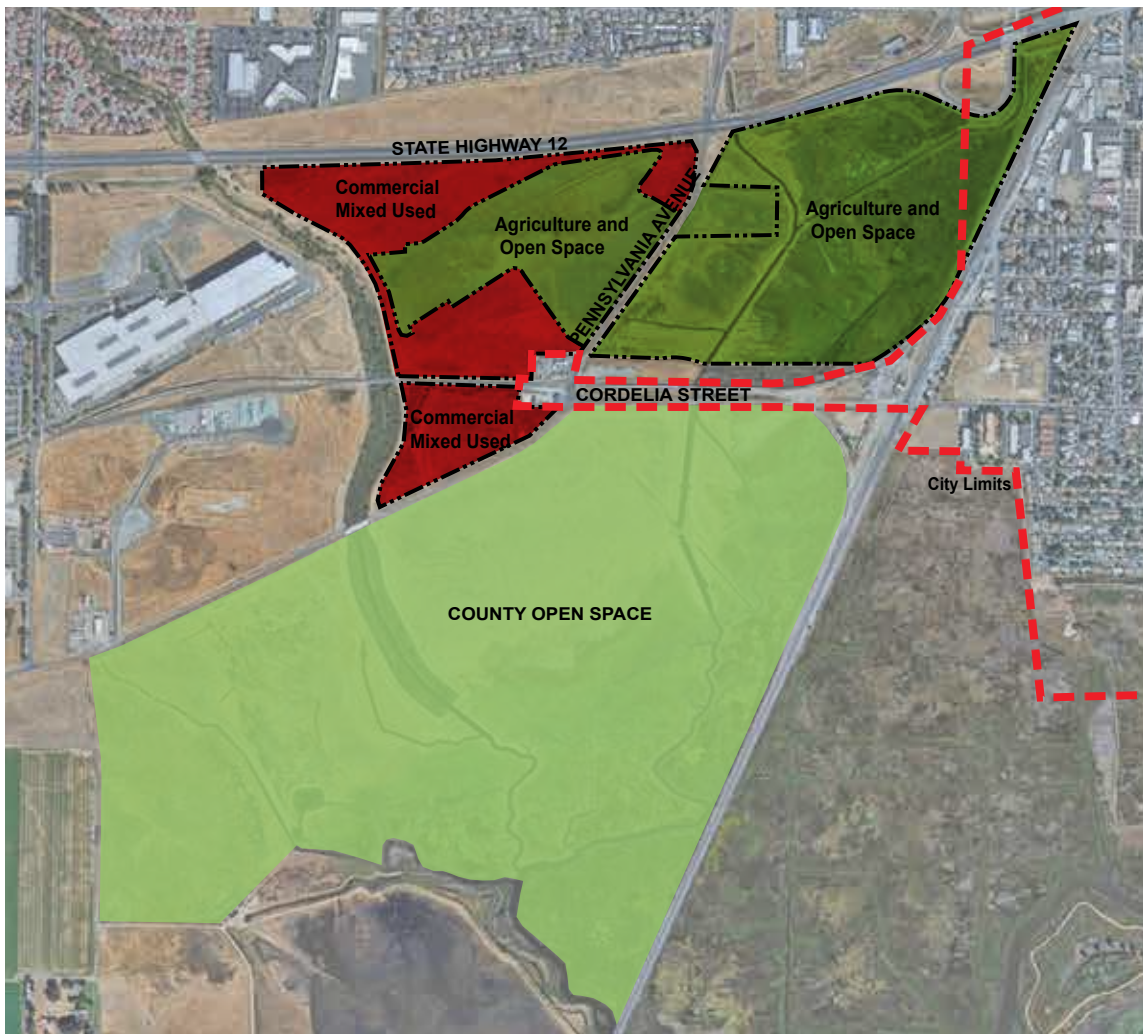 STATE HIGHWAY 12
Commercial
Mixed Used
Agriculture and
Open Space
PENNSYLVANIA AVENUE
Agriculture and
Open Space
CORDELIA STREET
Commercial
Mixed Used
City Limits
COUNTY OPEN SPACE